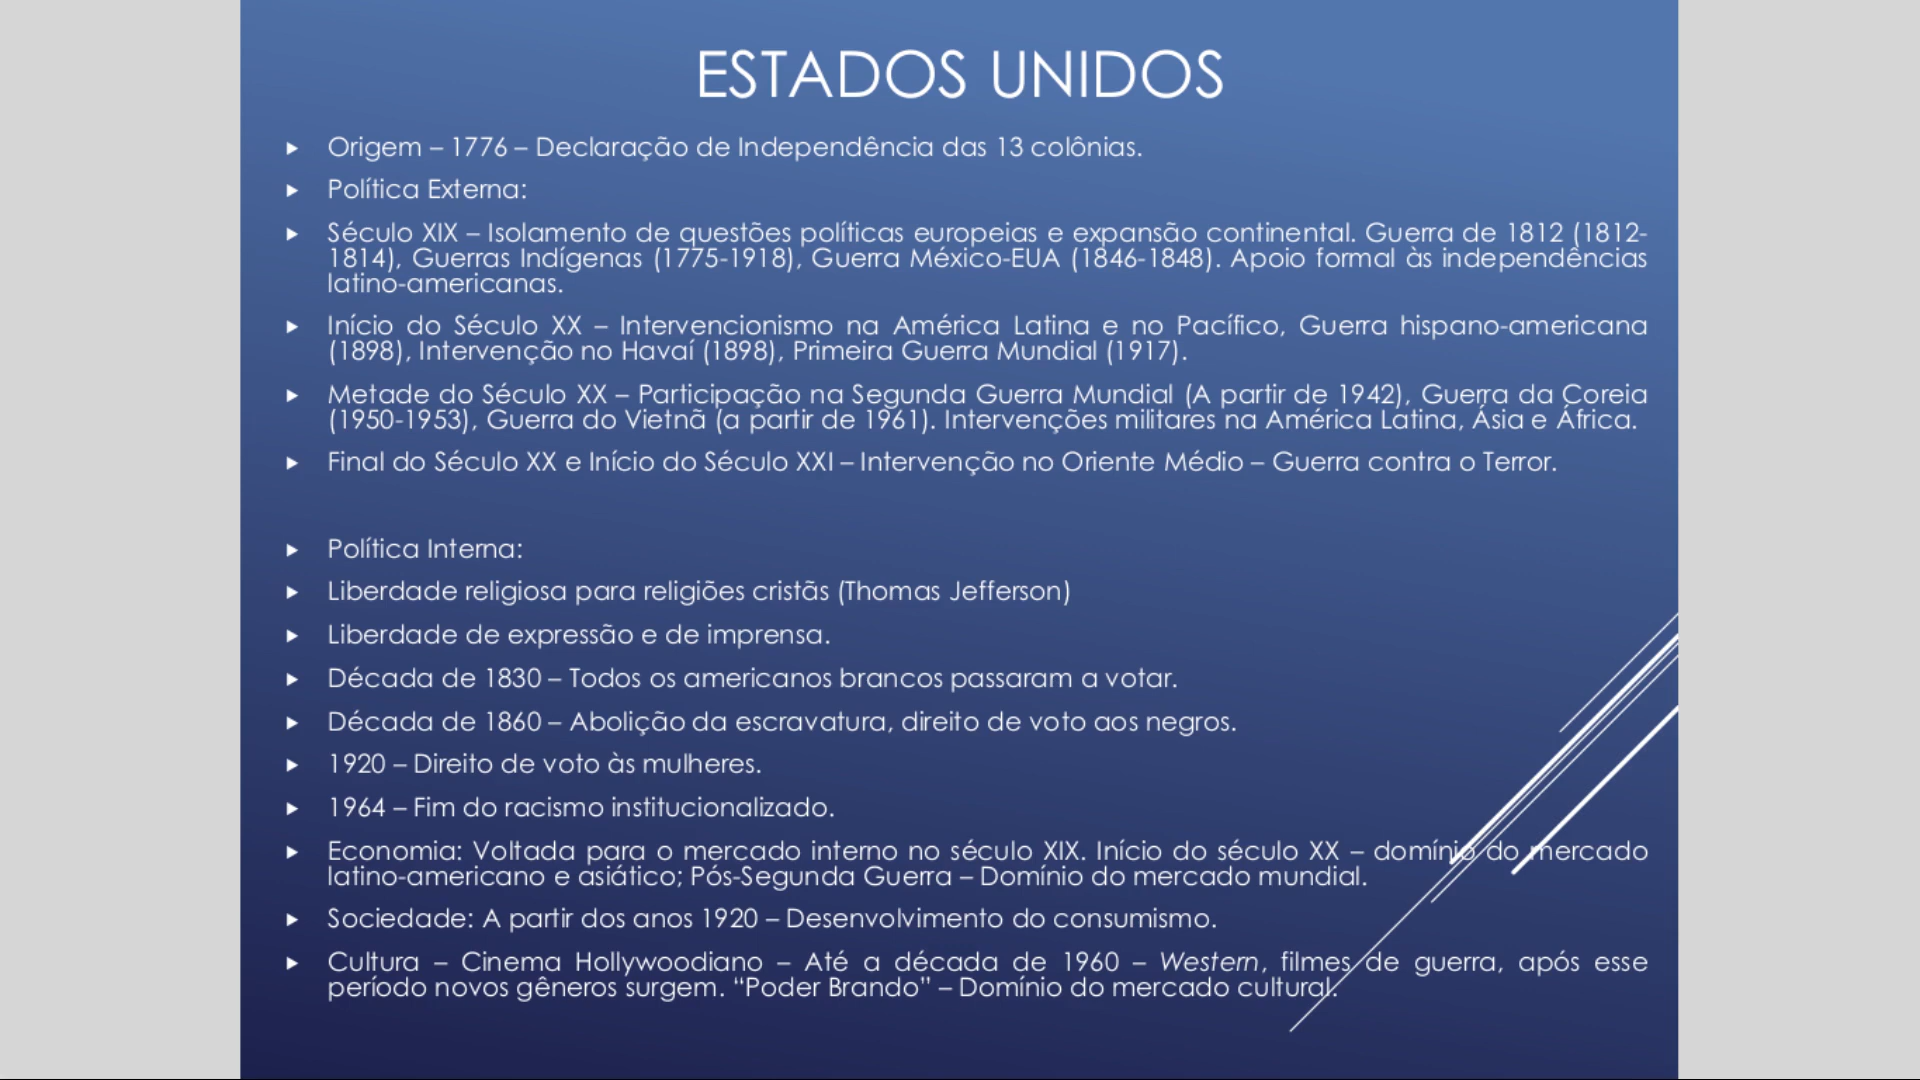 ESTADOS UNIDOS
Origem – 1776 – Declaração de Independência das 13 colônias.
Política Externa:
Século XIX – Isolamento de questões políticas europeias e expansão continental. Guerra de 1812 (1812-
1814), Guerras Indígenas (1775-1918), Guerra México-EUA (1846-1848). Apoio formal às independências
latino-americanas.
Início do Século XX – Intervencionismo na América Latina e no Pacífico, Guerra hispano-americana
(1898), Intervenção no Havaí (1898), Primeira Guerra Mundial (1917).
Metade do Século XX – Participação na Segunda Guerra Mundial (A partir de 1942), Guerra da Coreia
(1950-1953), Guerra do Vietnã (a partir de 1961). Intervenções militares na América Latina, Ásia e África.
Final do Século XX e Início do Século XXI – Intervenção no Oriente Médio – Guerra contra o Terror.
Política Interna:
Liberdade religiosa para religiões cristãs (Thomas Jefferson)
Liberdade de expressão e de imprensa.
Década de 1830 – Todos os americanos brancos passaram a votar.
Década de 1860 – Abolição da escravatura, direito de voto aos negros.
1920 – Direito de voto às mulheres.
1964 – Fim do racismo institucionalizado.
Economia: Voltada para o mercado interno no século XIX. Início do século XX – domínio do mercado
latino-americano e asiático; Pós-Segunda Guerra – Domínio do mercado mundial.
Sociedade: A partir dos anos 1920 – Desenvolvimento do consumismo.
Cultura – Cinema Hollywoodiano – Até a década de 1960 – Western, filmes de guerra, após esse
período novos gêneros surgem. “Poder Brando” – Domínio do mercado cultural.